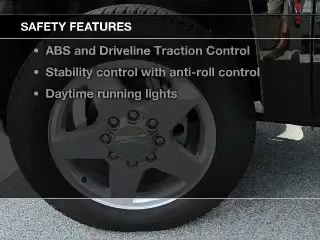 SAFETY FEATURES
• ABS and Driveline Traction Control
• Stability control with anti-roll control
• Daytime running lights